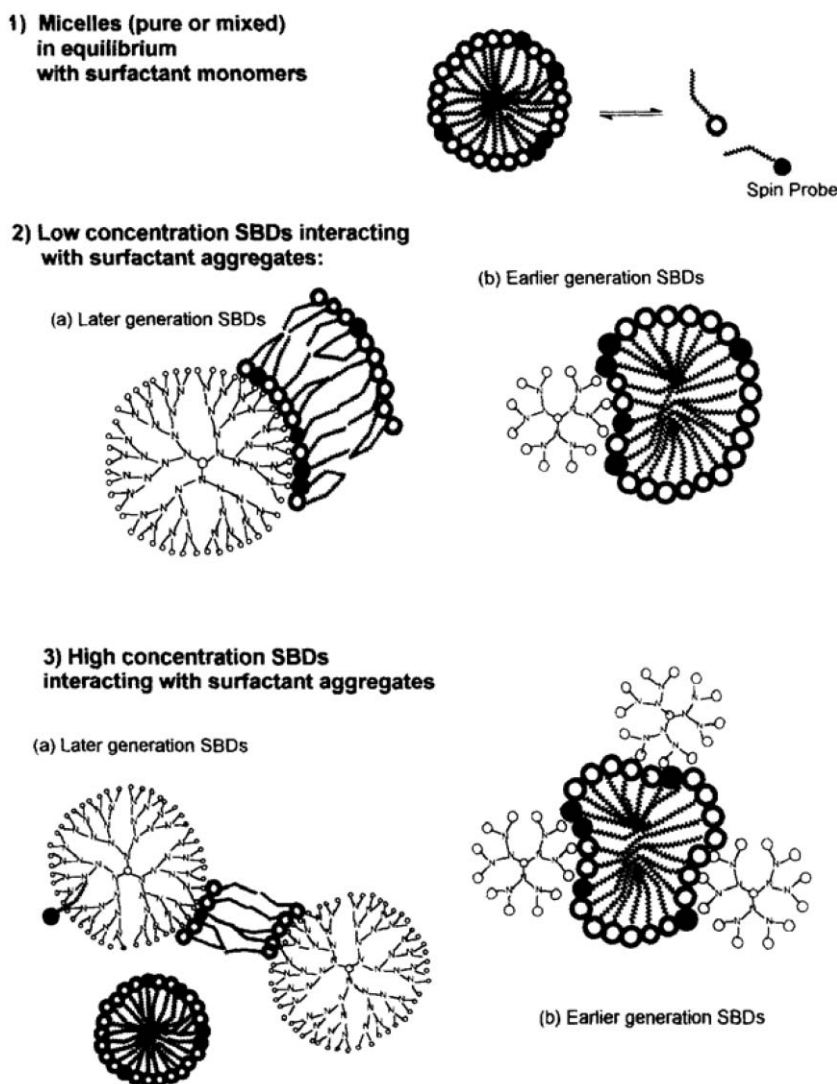 1) Micelles (pure or mixed)
in equilibrium
with surfactant monomers
Spin Probe
2) Low concentration SBDs interacting
with surfactant aggregates:
(a) Later generation SBDs
(b) Earlier generation SBDs
3) High concentration SBDs
interacting with surfactant aggregates
(a) Later generation SBDs
(b) Earlier generation SBDs